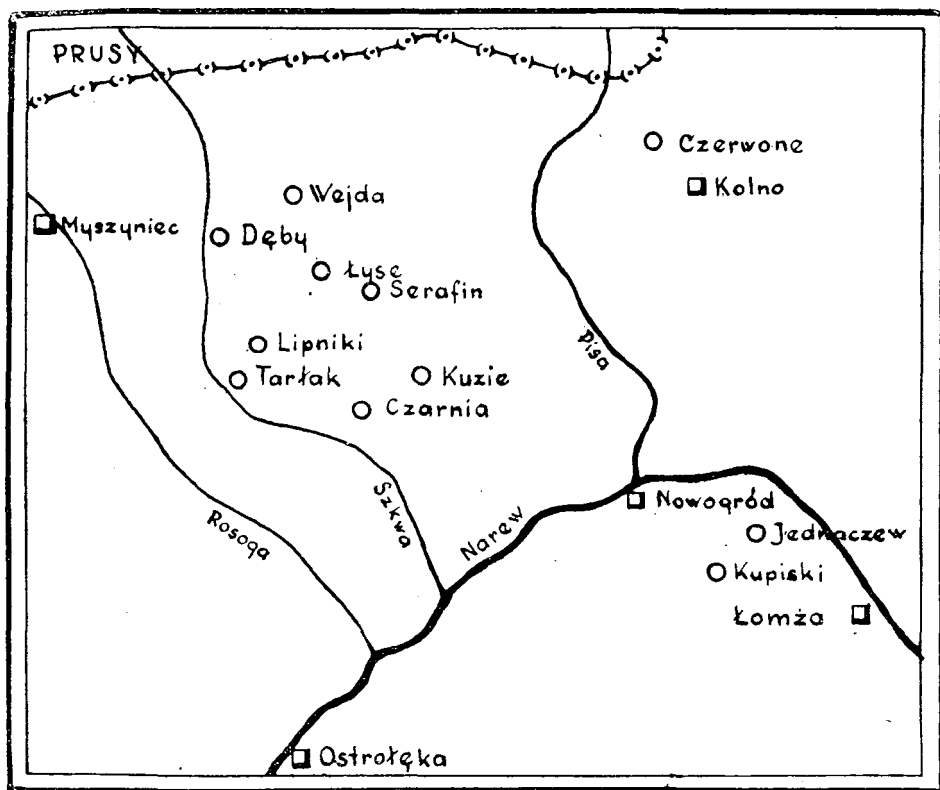 PRUSY
Czerwone
Kolno
Wejda
Myszyniec
Dęby
Łyse
Serafin
Lipniki
Pisa
Tarłak
Kuzie
Czarnia
Szkwa
Nowogród
Rosoga
Narew
Jednaczew
Kupiski
Łomża
Ostrołęka